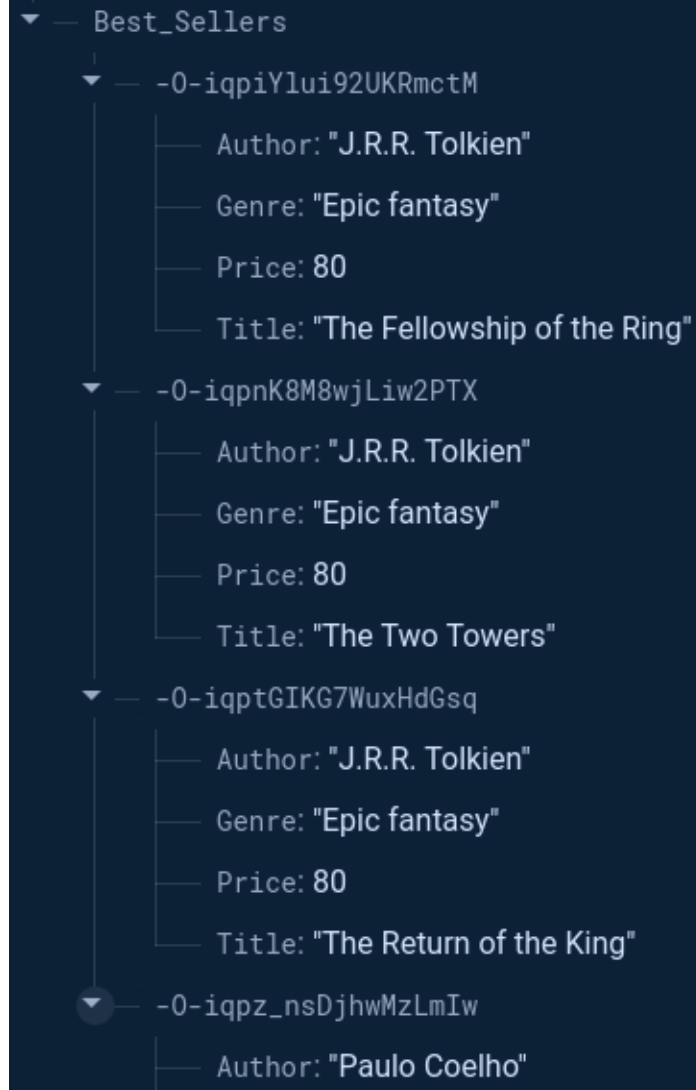 Best_Sellers
-O-iqpiYlui92UKRmctM
Author: "J.R.R. Tolkien"
Genre: "Epic fantasy"
Price: 80
Title: "The Fellowship of the Ring"
-O-iqpnK8M8wjLiw2PTX
Author: "J.R.R. Tolkien"
Genre: "Epic fantasy"
Price: 80
Title: "The Two Towers"
-O-iqptGIKG7WuxHdGsq
Author: "J.R.R. Tolkien"
Genre: "Epic fantasy"
Price: 80
Title: "The Return of the King"
-O-iqpz_nsDjhwMzLmIw
Author: "Paulo Coelho"